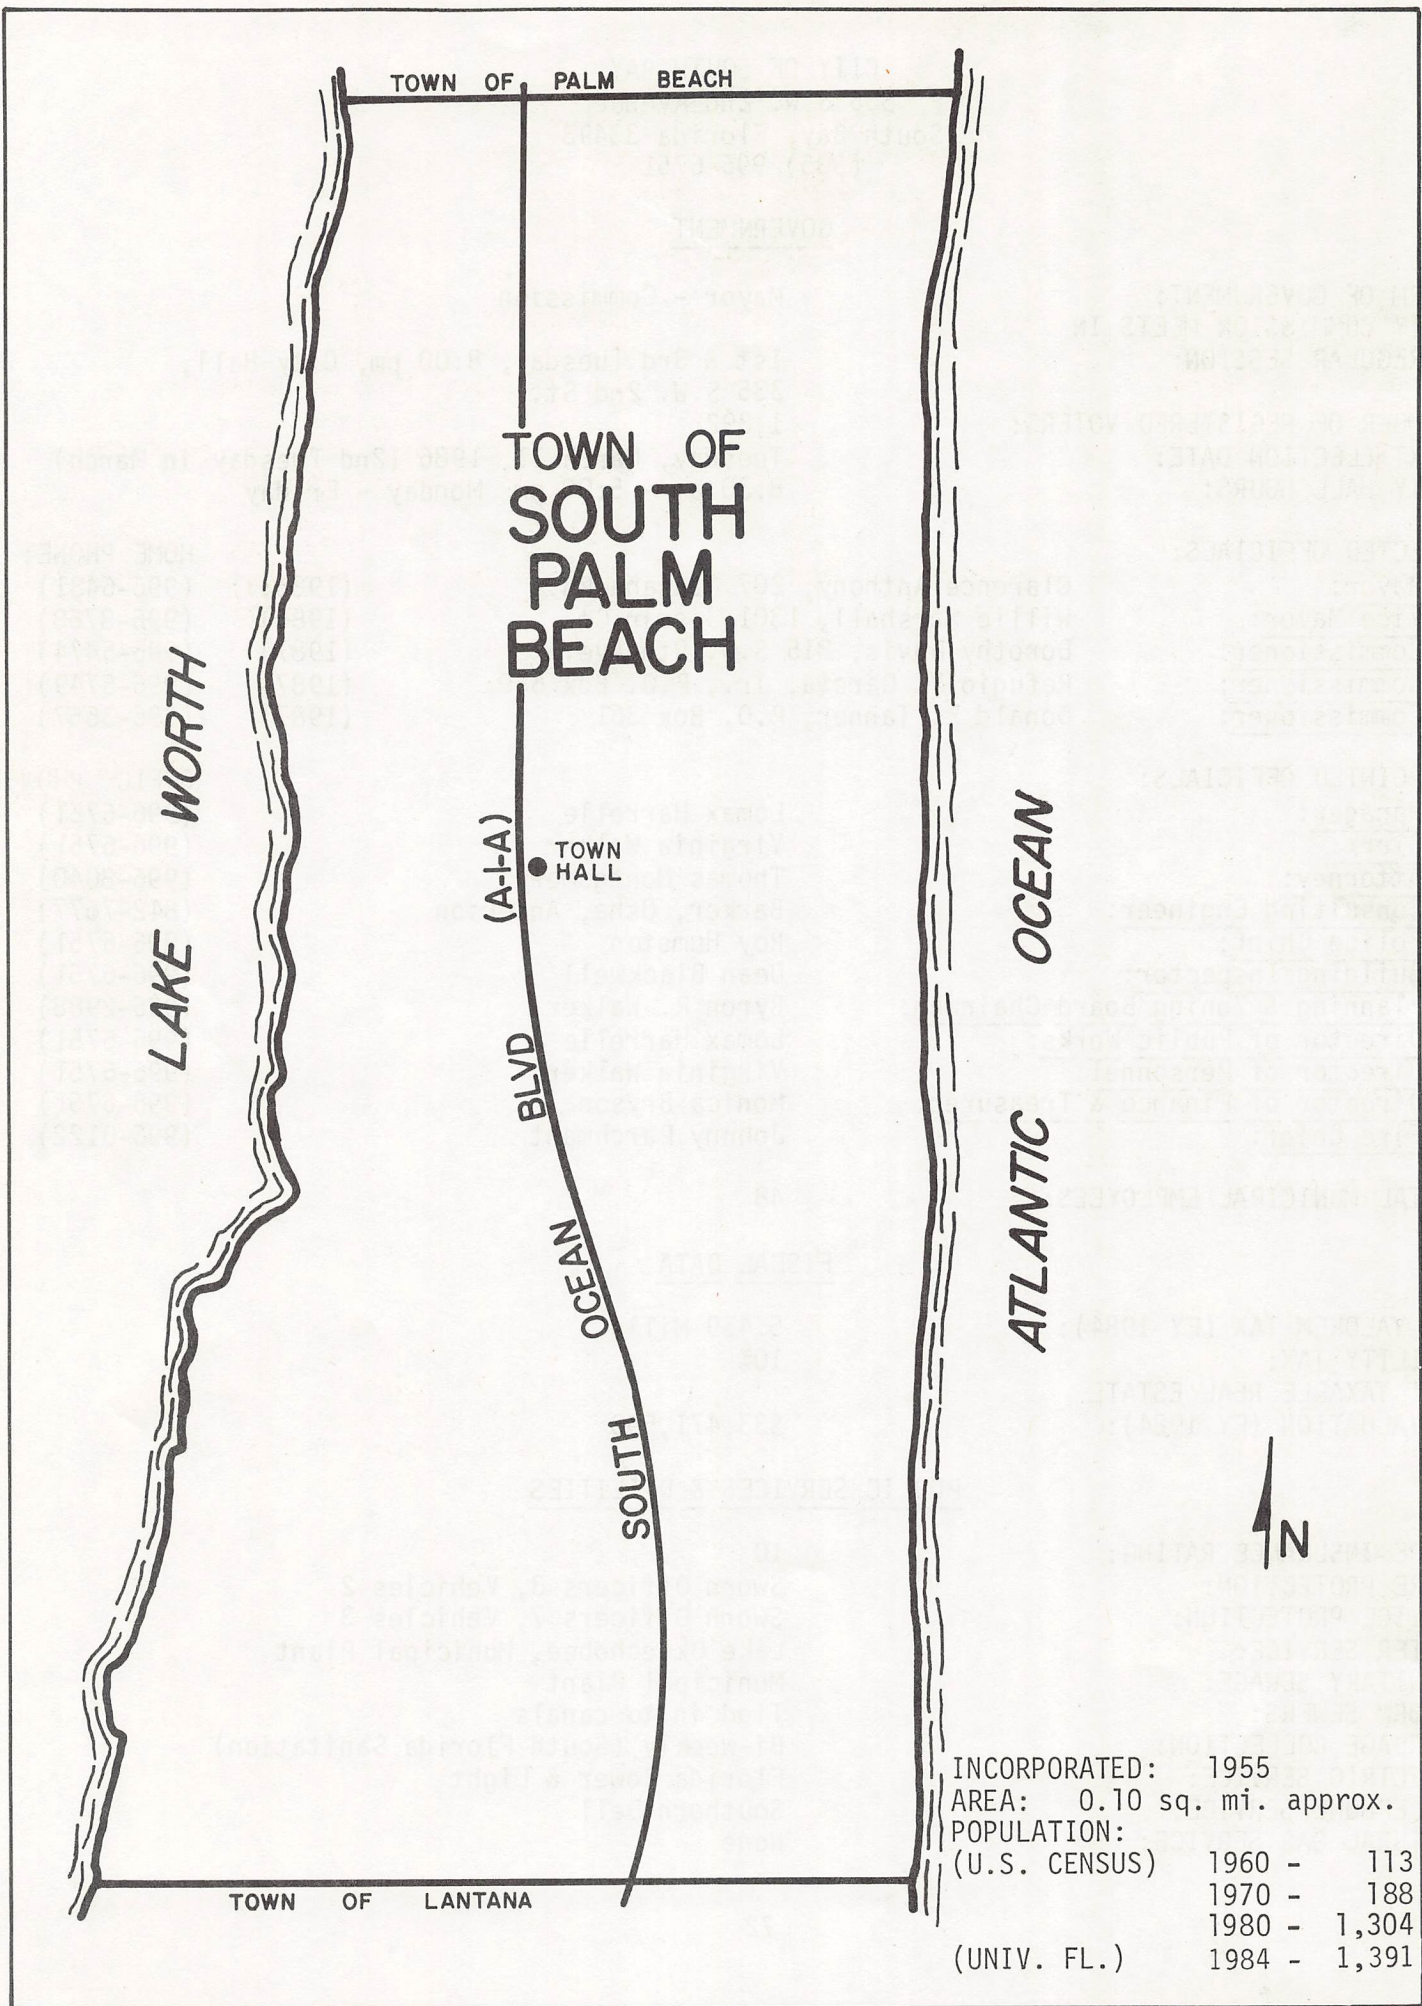 TOWN OF PALM BEACH
TOWN OF
SOUTH
PALM
BEACH
LAKE WORTH
(A-1-A)
TOWN
HALL
ATLANTIC OCEAN
SOUTH OCEAN BLVD
N
INCORPORATED: 1955
AREA: 0.10 sq. mi. approx.
POPULATION:
(U.S. CENSUS) 1960 - 113
1970 - 188
1980 - 1,304
(UNIV. FL.) 1984 - 1,391
TOWN OF LANTANA